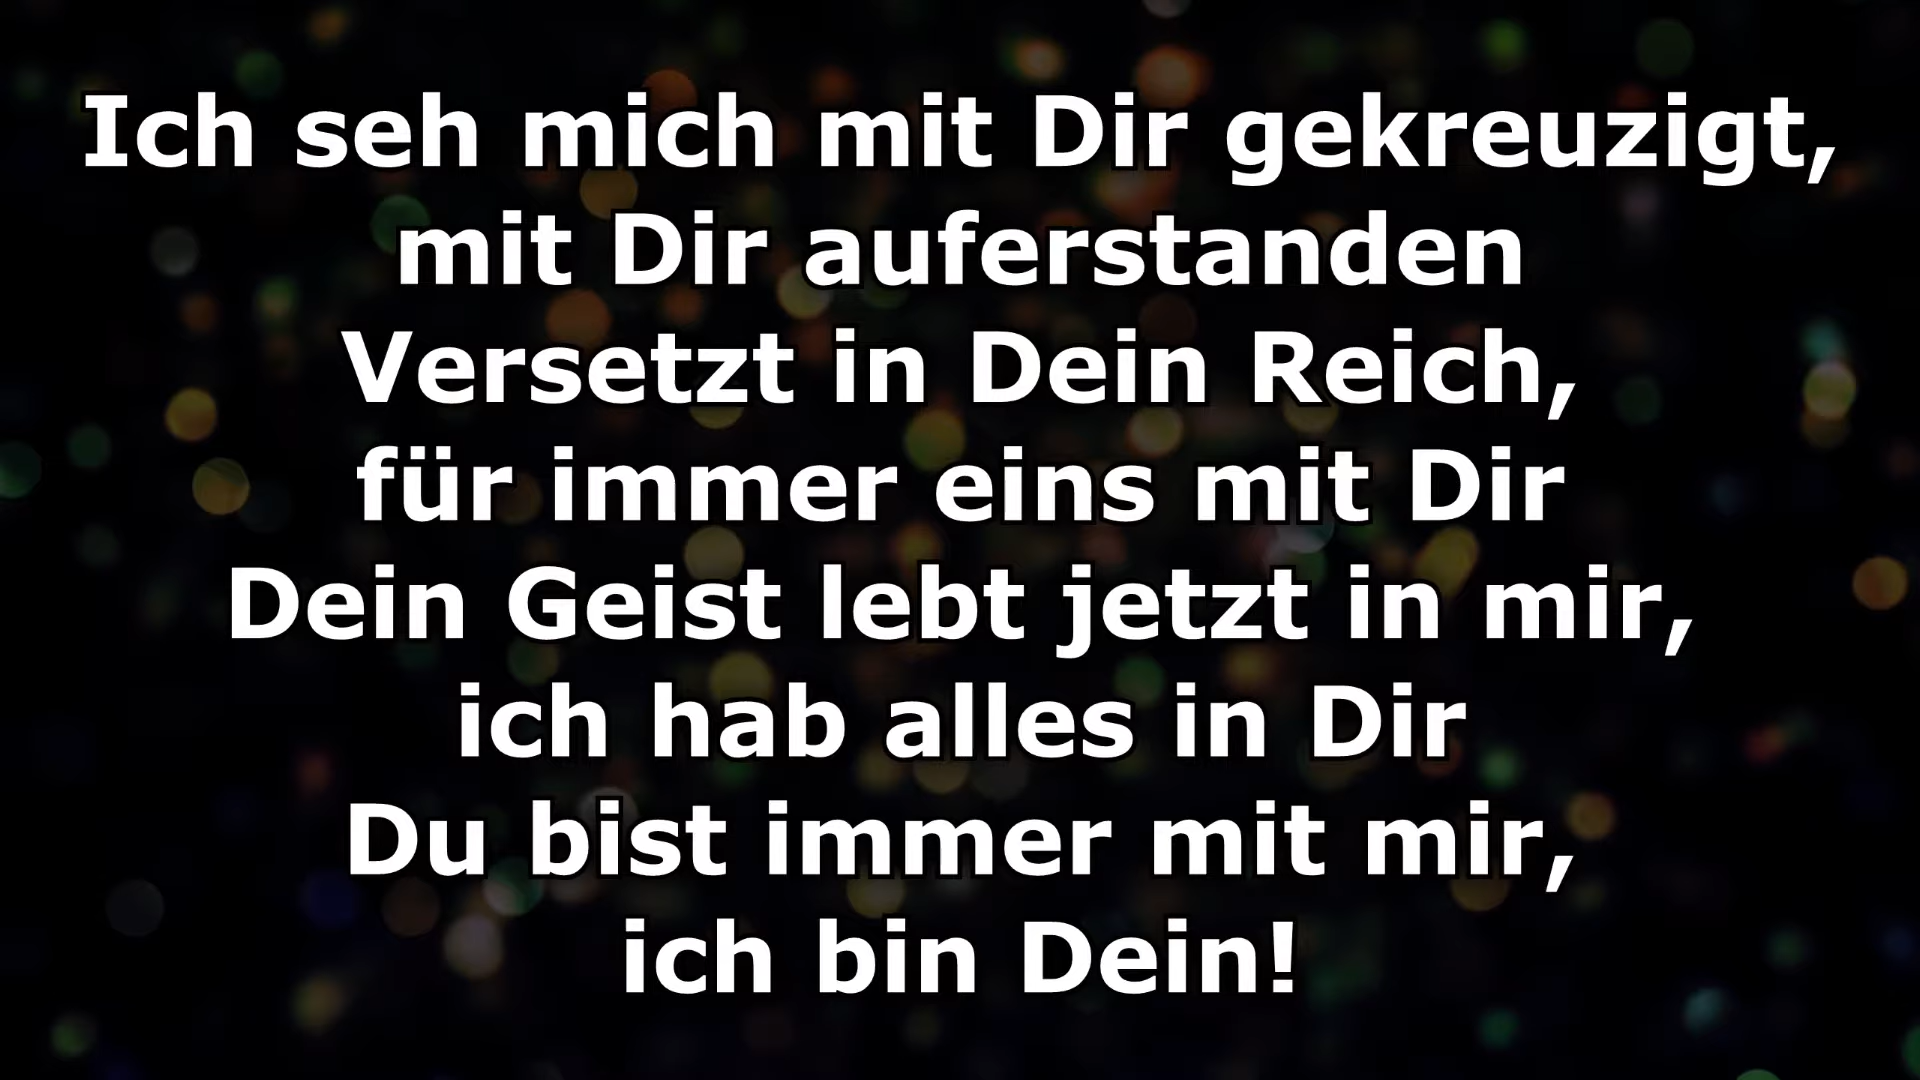 Ich seh mich mit Dir gekreuzigt,
mit Dir auferstanden
Versetzt in Dein Reich,
für immer eins mit Dir
Dein Geist lebt jetzt in mir,
ich hab alles in Dir
Du bist immer mit mir,
ich bin Dein!